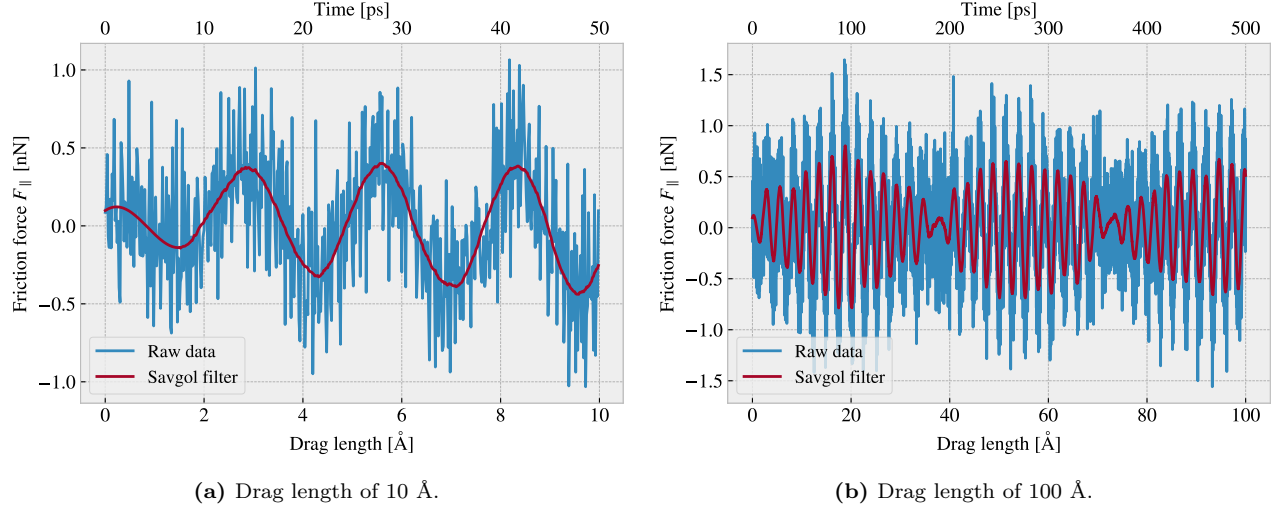 Time [ps]
0 10 20 30 40 50
1.0
0.5
0.0
−0.5
−1.0
Friction force F∥ [nN]
Raw data
Savgol filter
0 2 4 6 8 10
Drag length [Å]
(a) Drag length of 10 Å.
Time [ps]
0 100 200 300 400 500
1.5
1.0
0.5
0.0
−0.5
−1.0
−1.5
Friction force F∥ [nN]
Raw data
Savgol filter
0 20 40 60 80 100
Drag length [Å]
(b) Drag length of 100 Å.